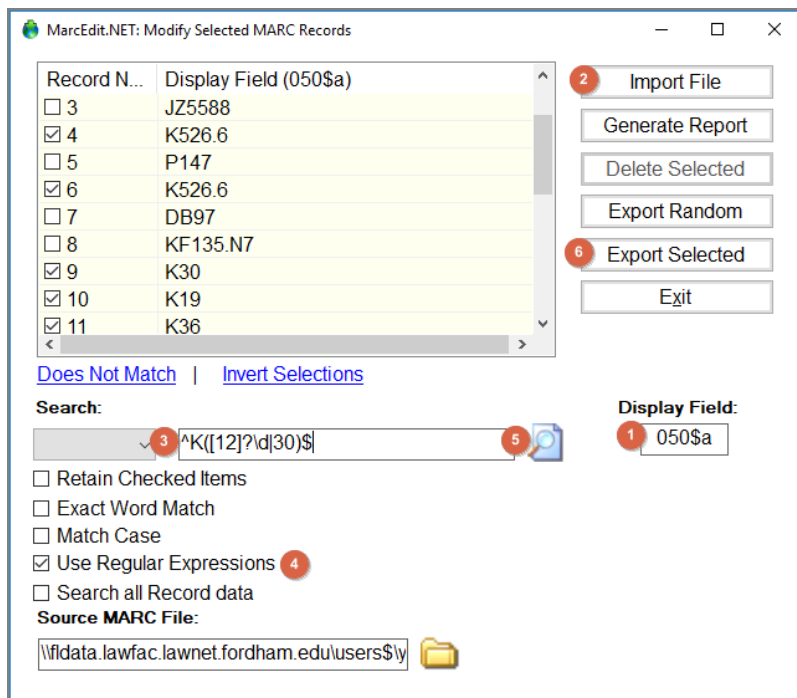 MarcEdit.NET: Modify Selected MARC Records
Record N... Display Field (050$a)
3 JZ5588
4 K526.6
5 P147
6 K526.6
7 DB97
8 KF135.N7
9 K30
10 K19
11 K36
2 Import File
Generate Report
Delete Selected
Export Random
6 Export Selected
Exit
Does Not Match | Invert Selections
Search:
Display Field:
3 ^K([12]?\d|30)$
5
1 050$a
Retain Checked Items
Exact Word Match
Match Case
Use Regular Expressions 4
Search all Record data
Source MARC File:
\\fldata.lawfac.lawnet.fordham.edu\users$\y